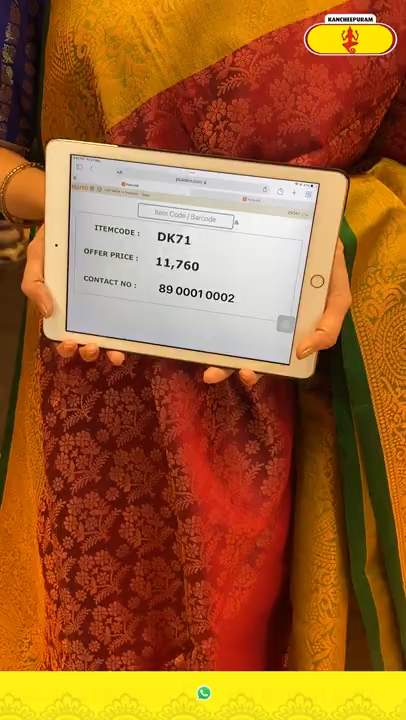 KANCHEEPURAM
Item Code / Barcode
ITEMCODE : DK71
OFFER PRICE : 11,760
CONTACT NO : 89 0001 0002